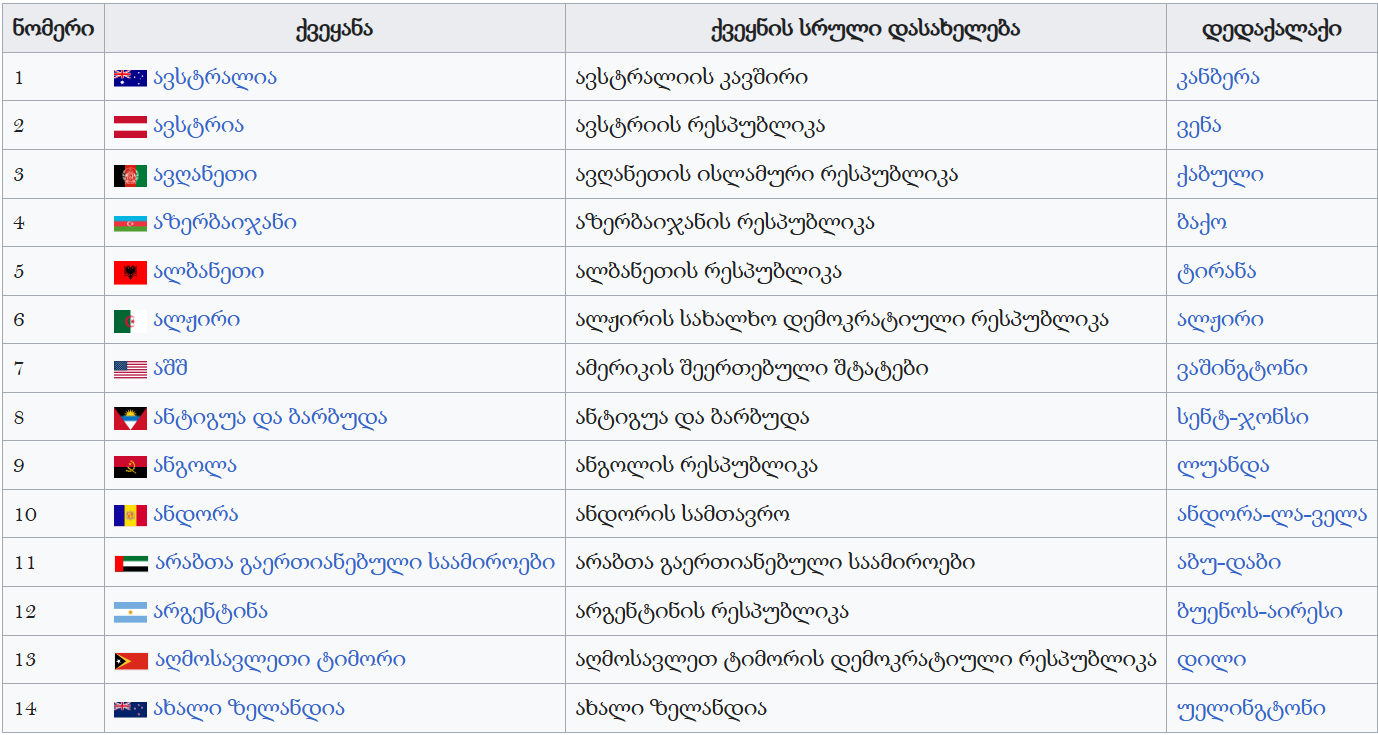 ნომერი ქვეყანა ქვეყნის სრული დასახელება დედაქალაქი
1 ავსტრალია ავსტრალიის კავშირი კანბერა
2 ავსტრია ავსტრიის რესპუბლიკა ვენა
3 ავღანეთი ავღანეთის ისლამური რესპუბლიკა ქაბული
4 აზერბაიჯანი აზერბაიჯანის რესპუბლიკა ბაქო
5 ალბანეთი ალბანეთის რესპუბლიკა ტირანა
6 ალჟირი ალჟირის სახალხო დემოკრატიული რესპუბლიკა ალჟირი
7 აშშ ამერიკის შეერთებული შტატები ვაშინგტონი
8 ანტიგუა და ბარბუდა ანტიგუა და ბარბუდა სენტ-ჯონსი
9 ანგოლა ანგოლის რესპუბლიკა ლუანდა
10 ანდორა ანდორის სამთავრო ანდორა-ლა-ველა
11 არაბთა გაერთიანებული საამიროები არაბთა გაერთიანებული საამიროები აბუ-დაბი
12 არგენტინა არგენტინის რესპუბლიკა ბუენოს-აირესი
13 აღმოსავლეთი ტიმორი აღმოსავლეთ ტიმორის დემოკრატიული რესპუბლიკა დილი
14 ახალი ზელანდია ახალი ზელანდია უელინგტონი